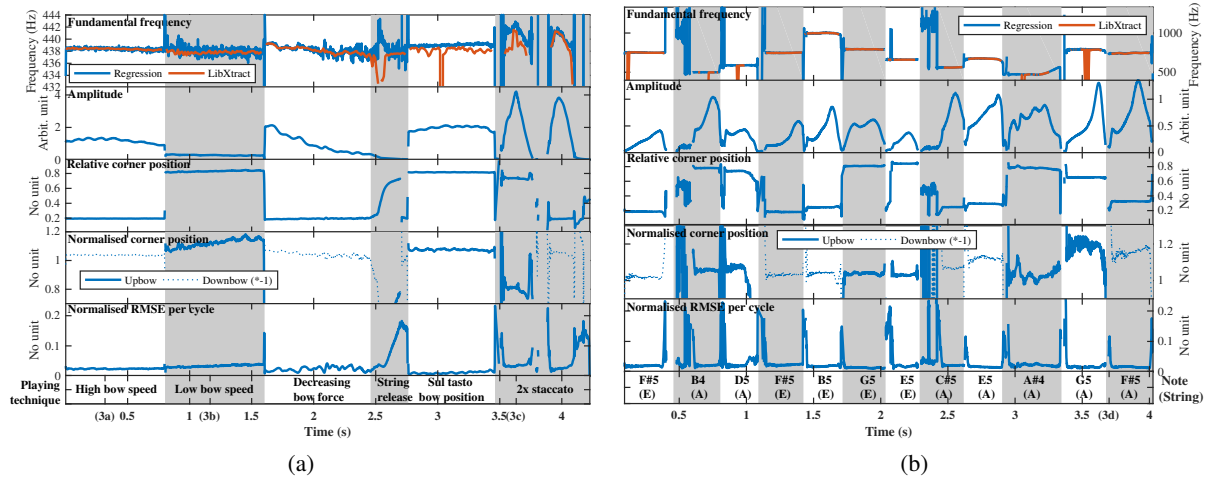 Fundamental frequency
444
442
440
438
436
434
432
Frequency (Hz)
Regression LibXtract
Amplitude
4
2
0
Arbit. unit
Relative corner position
0.8
0.6
0.4
0.2
No unit
Normalised corner position
1.2
1
0.8
No unit
Upbow Downbow (*-1)
Normalised RMSE per cycle
0.2
0.1
0
No unit
Playing technique
High bow speed
Low bow speed
Decreasing bow force
String release
Sul tasto bow position
2x staccato
(3a) 0.5 1 (3b) 1.5 2 2.5 3 3.5(3c) 4
Time (s)
(a)
Fundamental frequency
Regression LibXtract
1000
500
Frequency (Hz)
Amplitude
1
0.5
0
Arbit. unit
Relative corner position
0.8
0.6
0.4
0.2
No unit
Normalised corner position
Upbow Downbow (*-1)
1.2
1
No unit
Normalised RMSE per cycle
0.2
0.1
0
No unit
F#5 B4 D5 F#5 B5 G5 E5 C#5 E5 A#4 G5 F#5 Note
(E) (A) (A) (E) (E) (E) (E) (A) (A) (A) (A) (A) (String)
0.5 1 1.5 2 2.5 3 3.5 (3d) 4
Time (s)
(b)